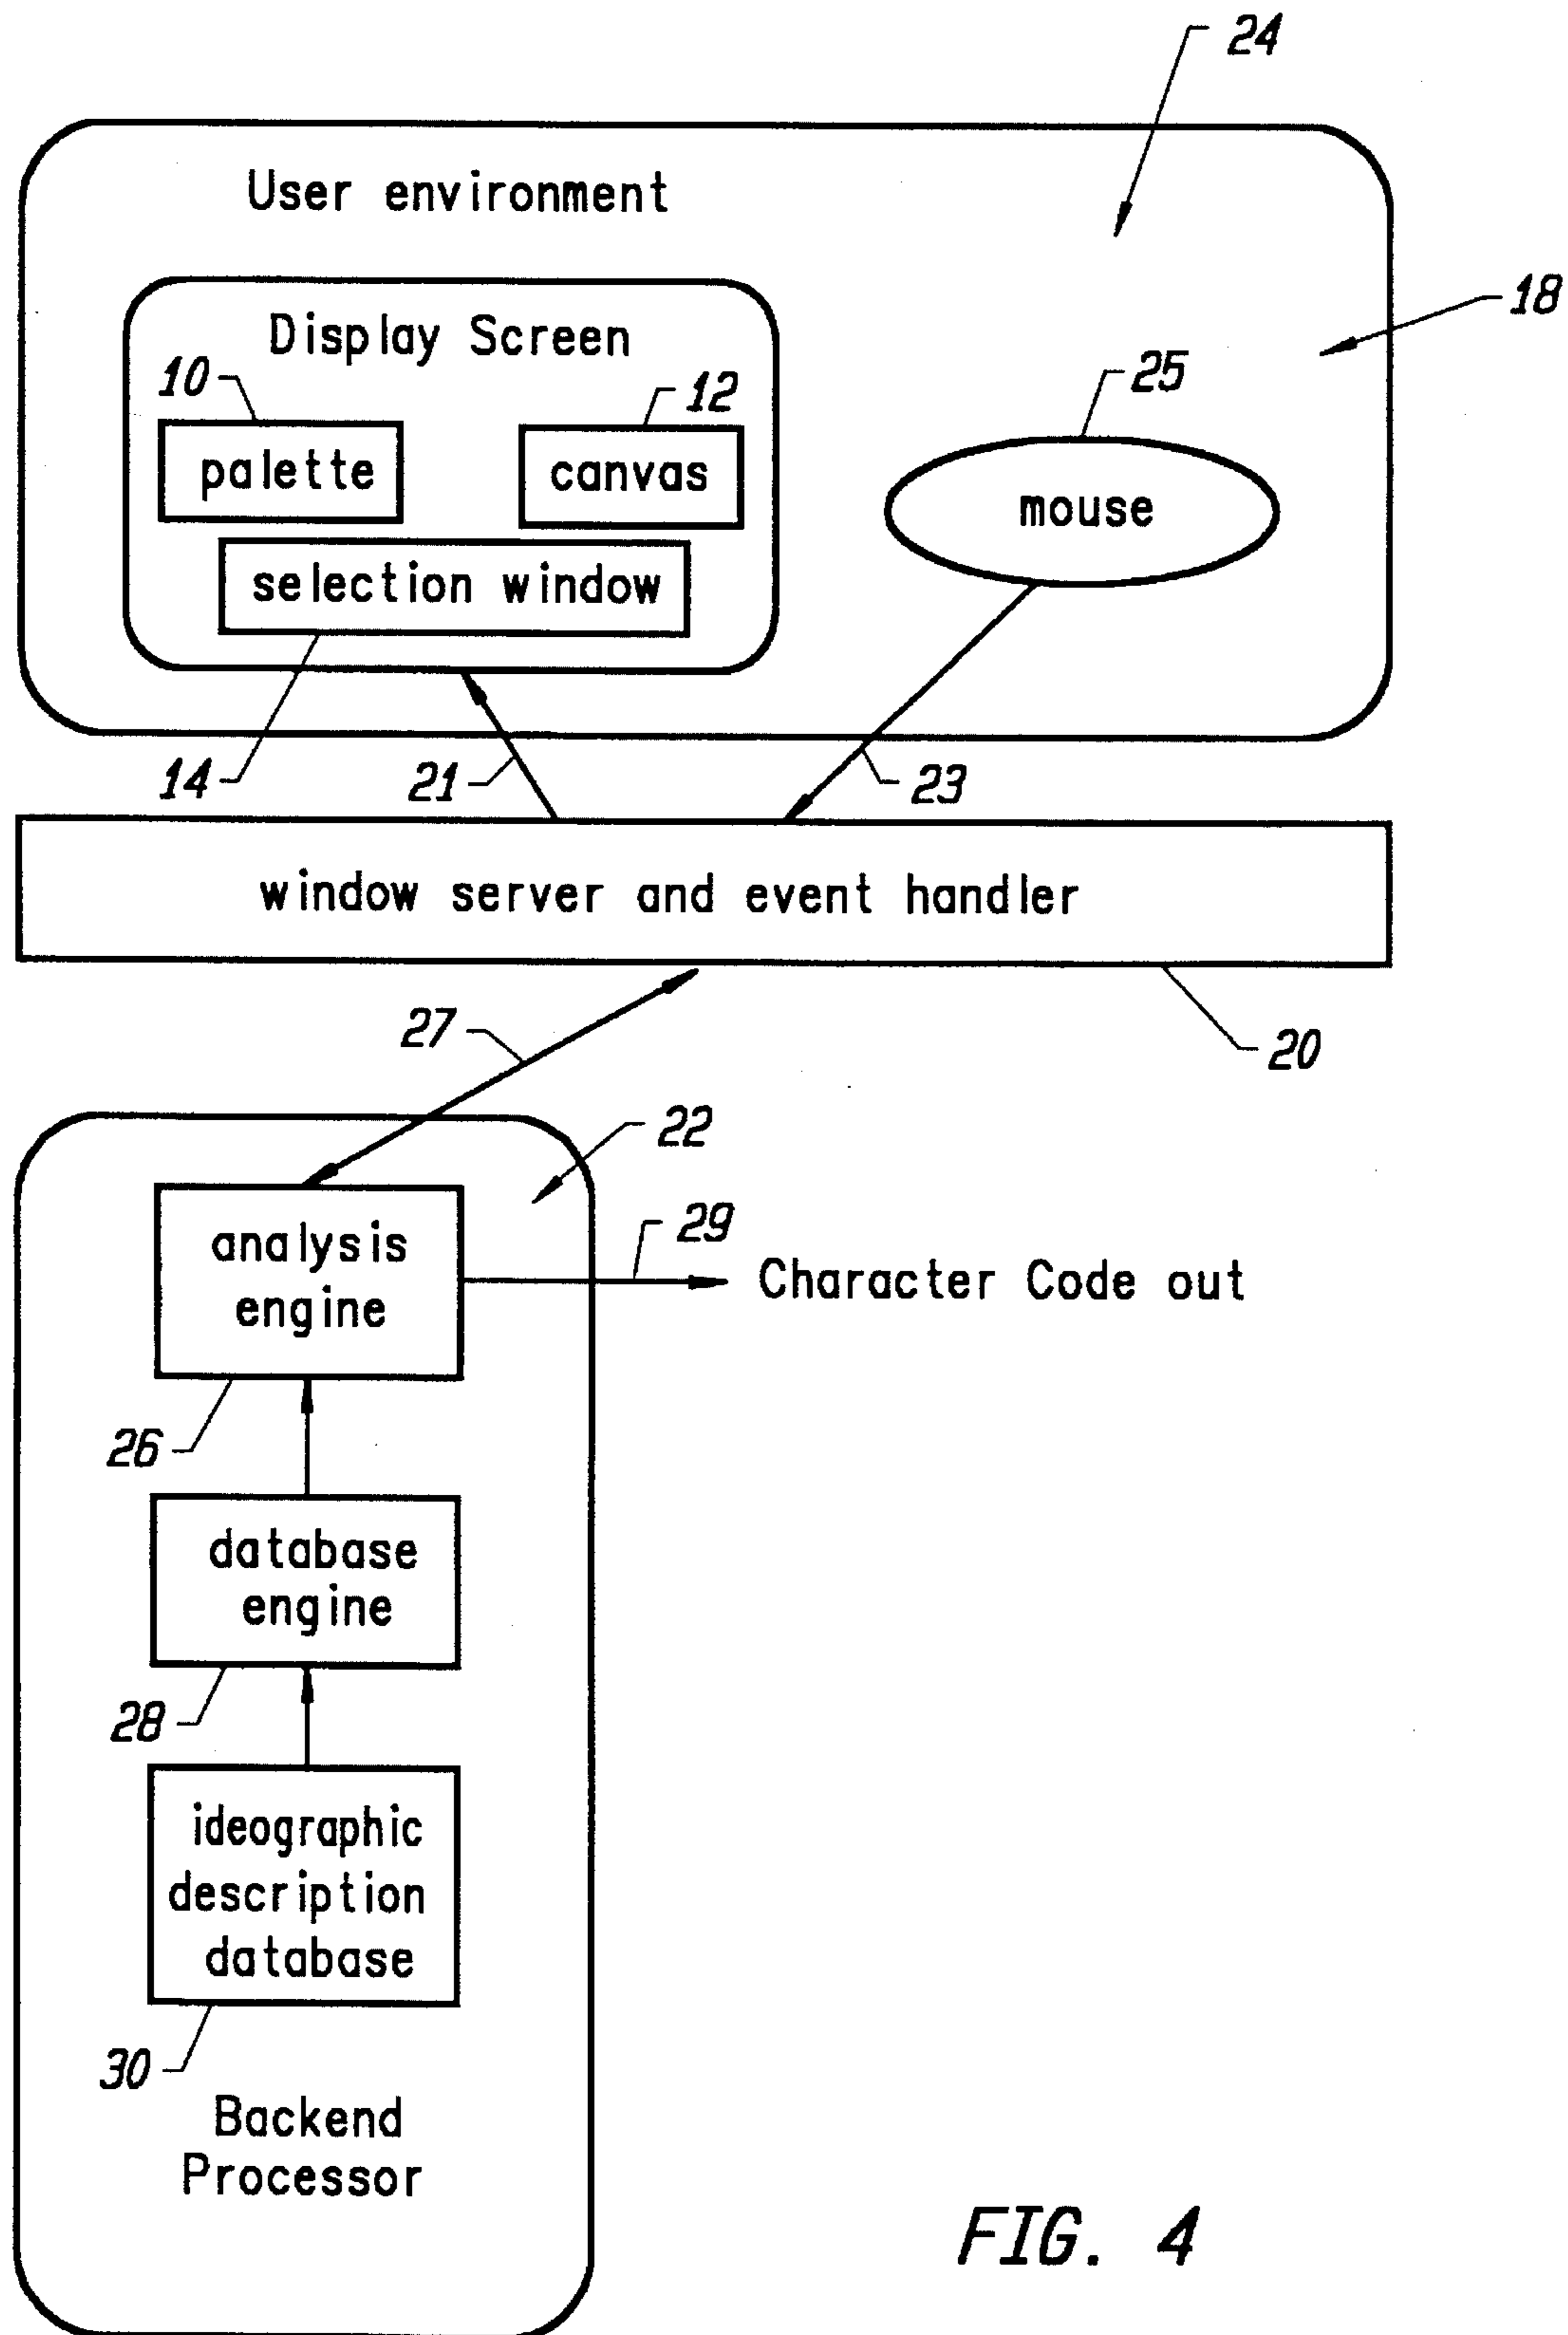 24
User environment
18
Display Screen
10
12
25
palette
canvas
mouse
selection window
14
21
23
window server and event handler
27
20
22
analysis
engine
29
Character Code out
26
database
engine
28
ideographic
description
database
30
Backend
Processor
FIG. 4